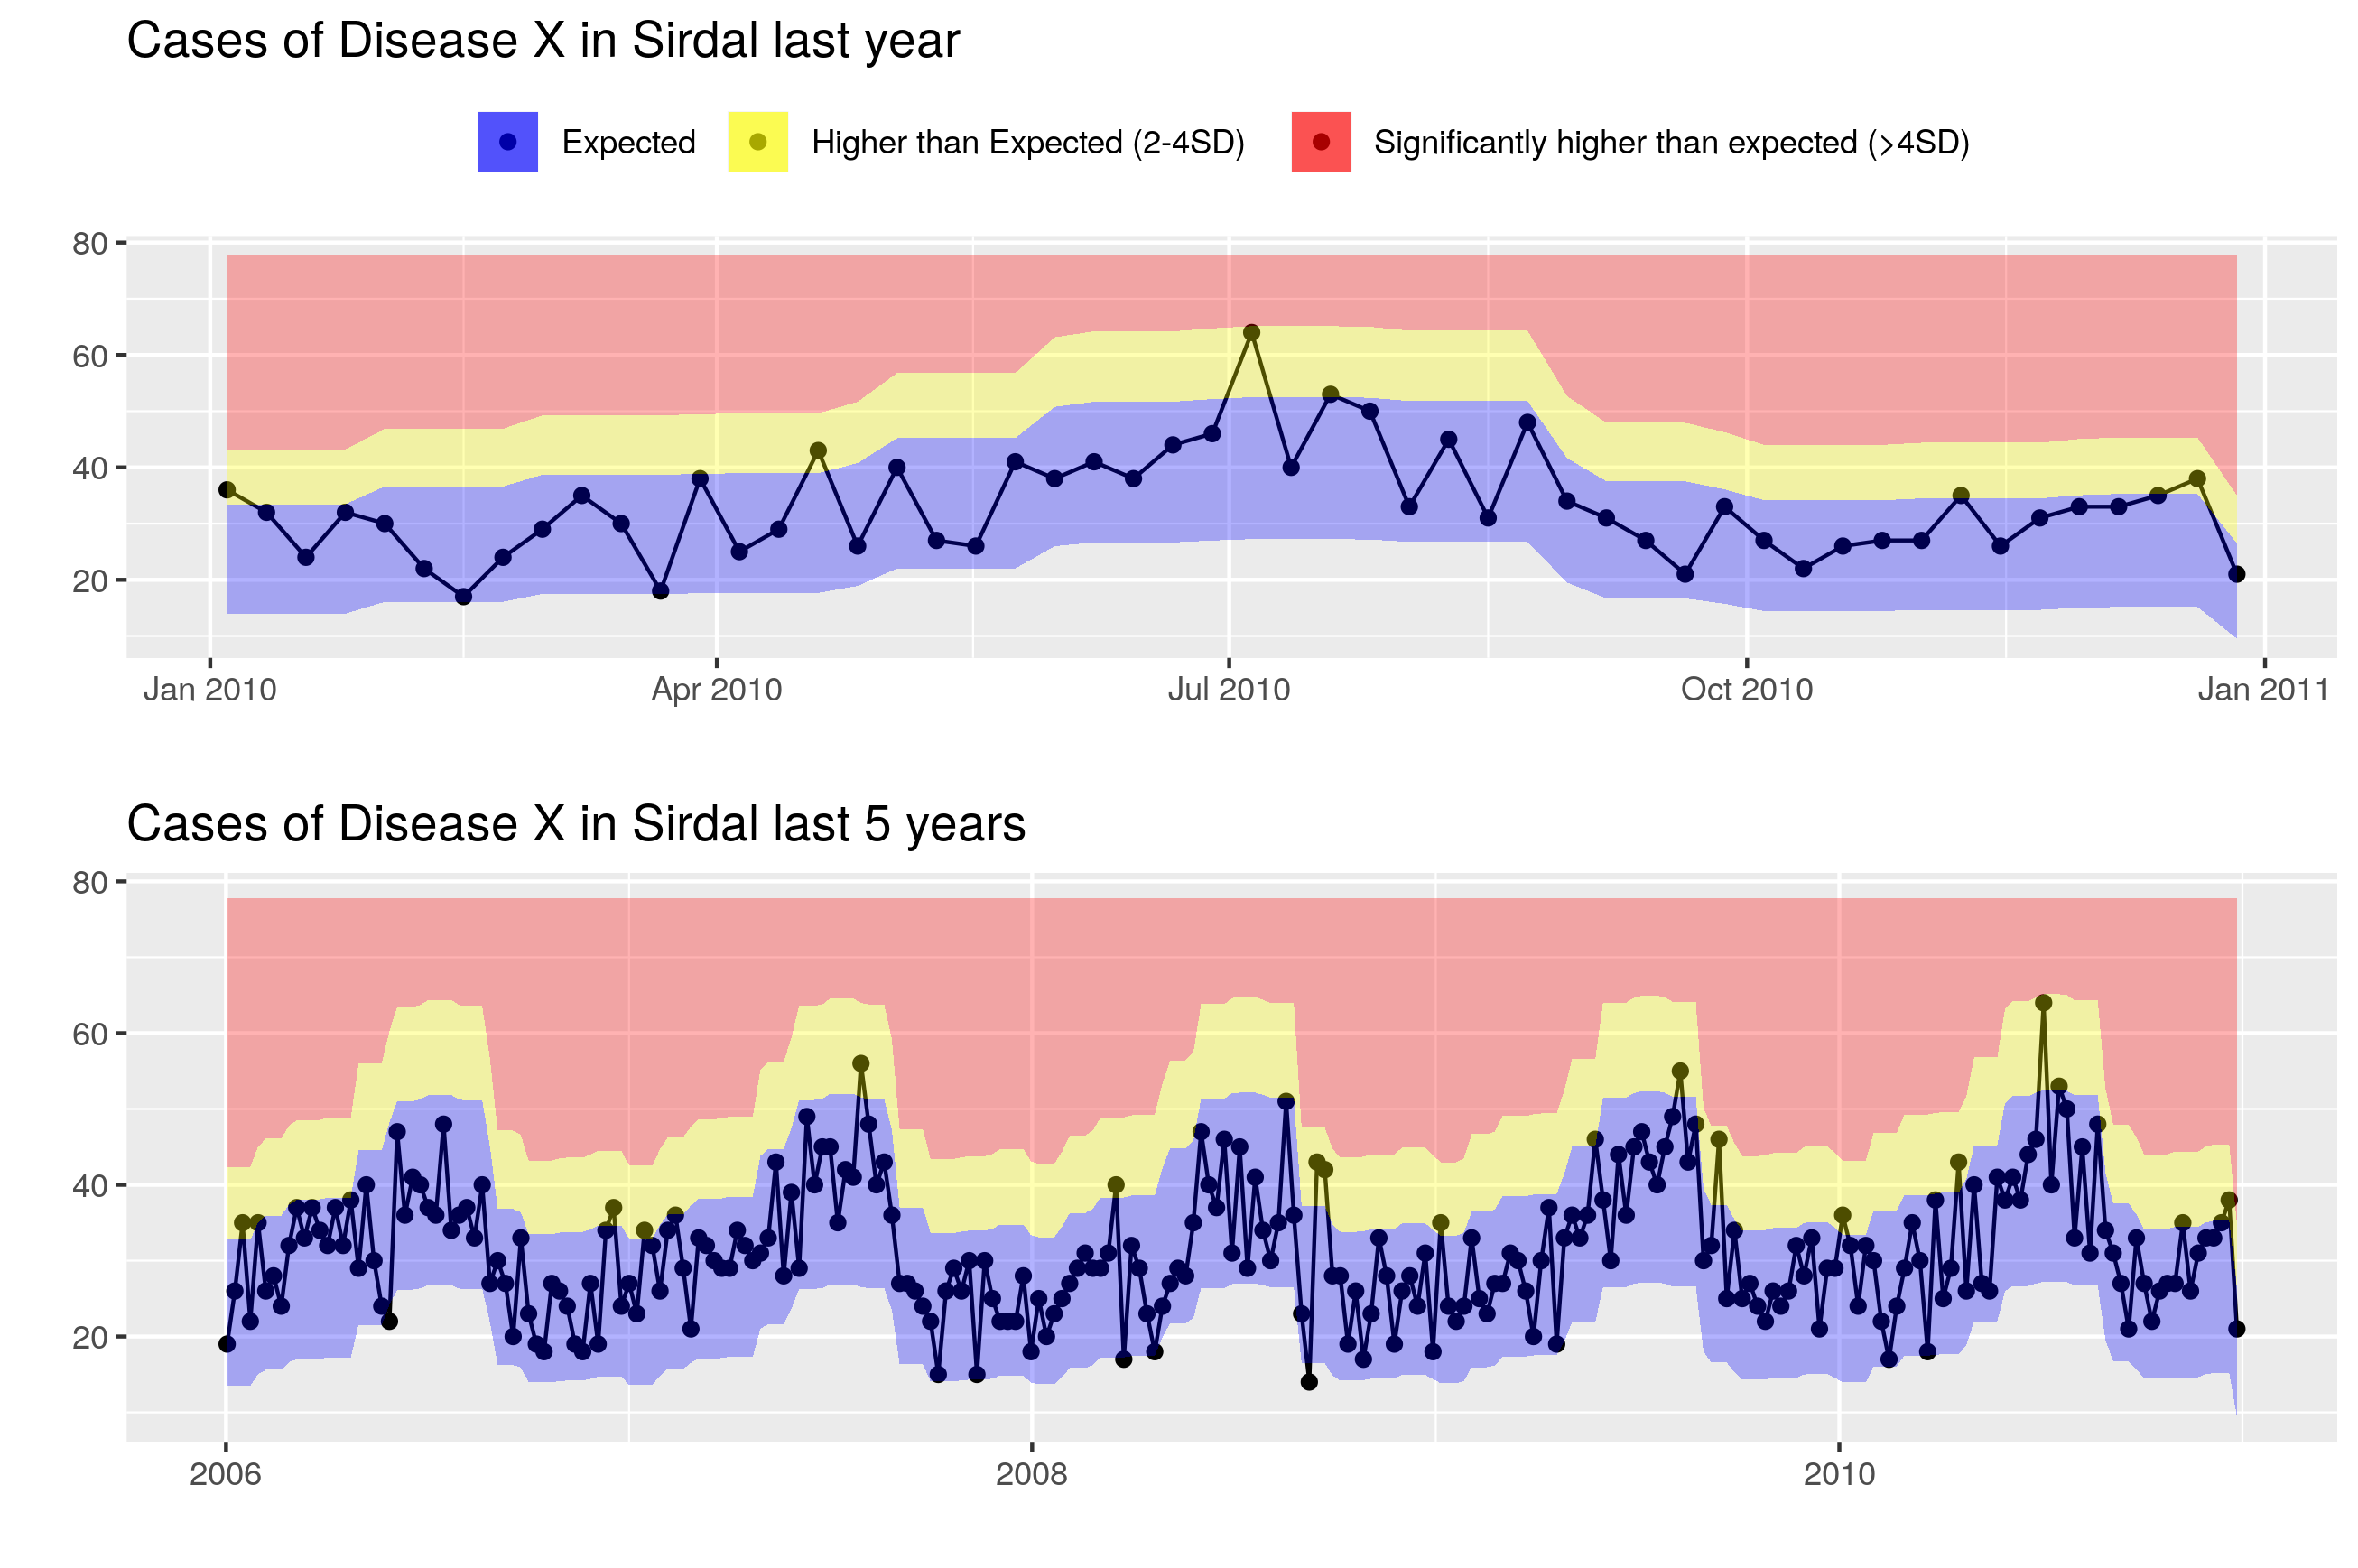 Cases of Disease X in Sirdal last year
Expected
Higher than Expected (2-4SD)
Significantly higher than expected (>4SD)
80
60
40
20
Jan 2010
Apr 2010
Jul 2010
Oct 2010
Jan 2011
Cases of Disease X in Sirdal last 5 years
80
60
40
20
2006
2008
2010